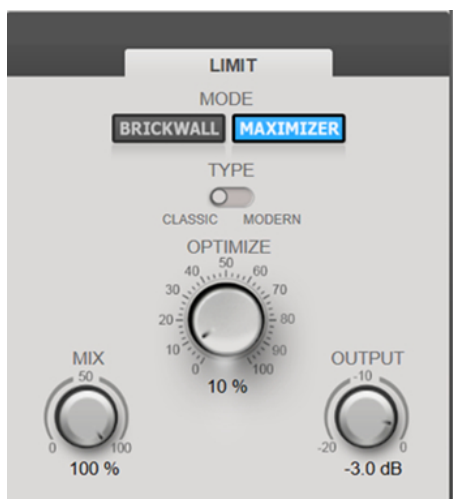 LIMIT
MODE
BRICKWALL MAXIMIZER
TYPE
CLASSIC MODERN
OPTIMIZE
0 10 20 30 40 50 60 70 80 90 100
10 %
MIX
0 50 100
100 %
OUTPUT
-20 -10 0
-3.0 dB